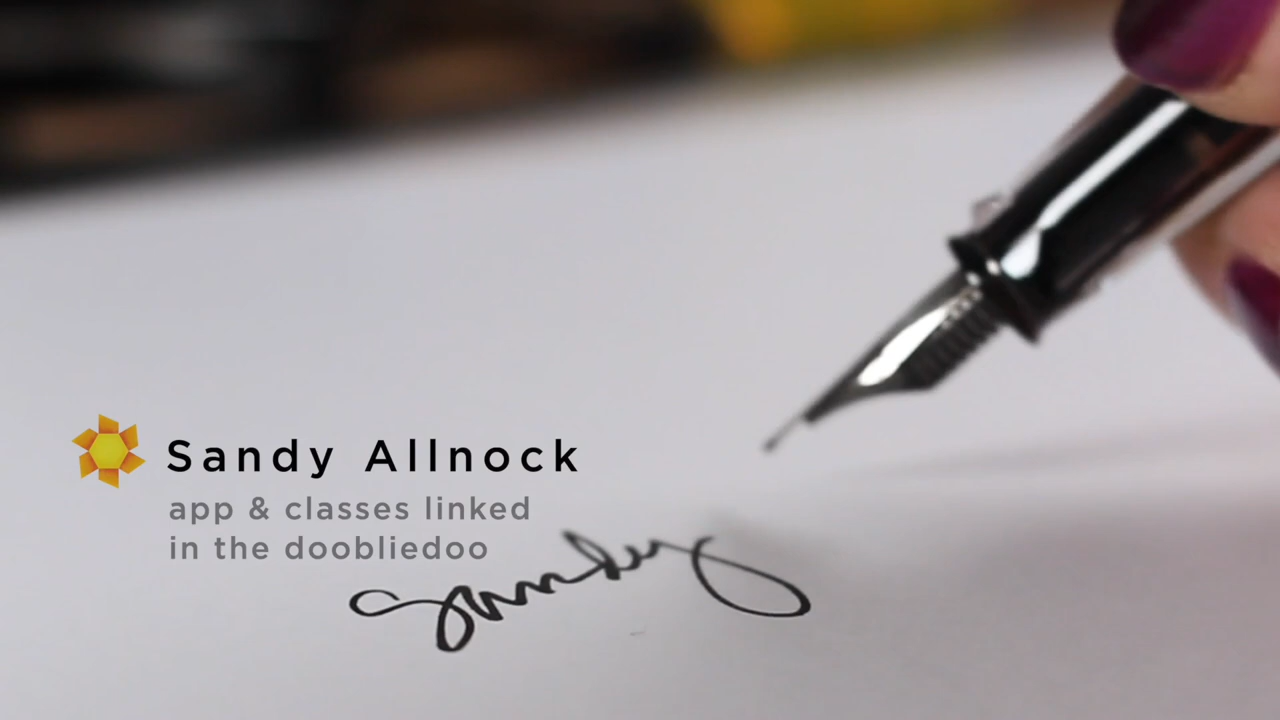 Sandy Allnock
app & classes linked
in the doobliedoo
Sandy